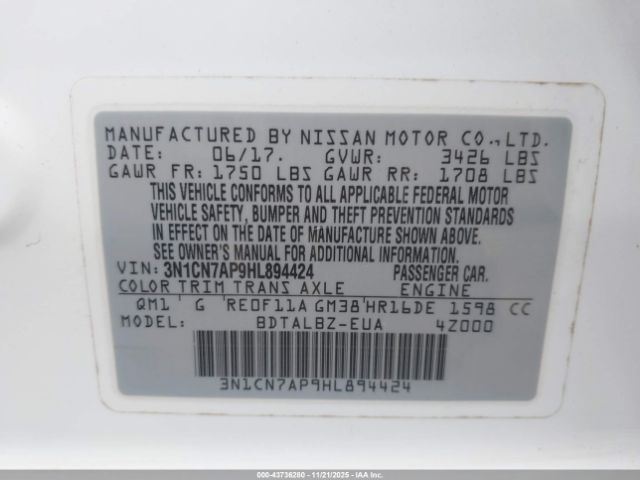 MANUFACTURED BY NISSAN MOTOR CO.,LTD.
DATE: 06/17. GVWR: 3426 LBS
GAWR FR: 1750 LBS GAWR RR: 1708 LBS
THIS VEHICLE CONFORMS TO ALL APPLICABLE FEDERAL MOTOR
VEHICLE SAFETY, BUMPER AND THEFT PREVENTION STANDARDS
IN EFFECT ON THE DATE OF MANUFACTURE SHOWN ABOVE.
SEE OWNER'S MANUAL FOR ADDITIONAL INFORMATION.
VIN: 3N1CN7AP9HL894424 PASSENGER CAR.
COLOR TRIM TRANS AXLE ENGINE
QM1 G RE0F11A GM38 HR16DE 1598 CC
MODEL: BDTALBZ-EUA 4Z000
3N1CN7AP9HL894424
000-43736280 - 11/21/2025 - IAA Inc.